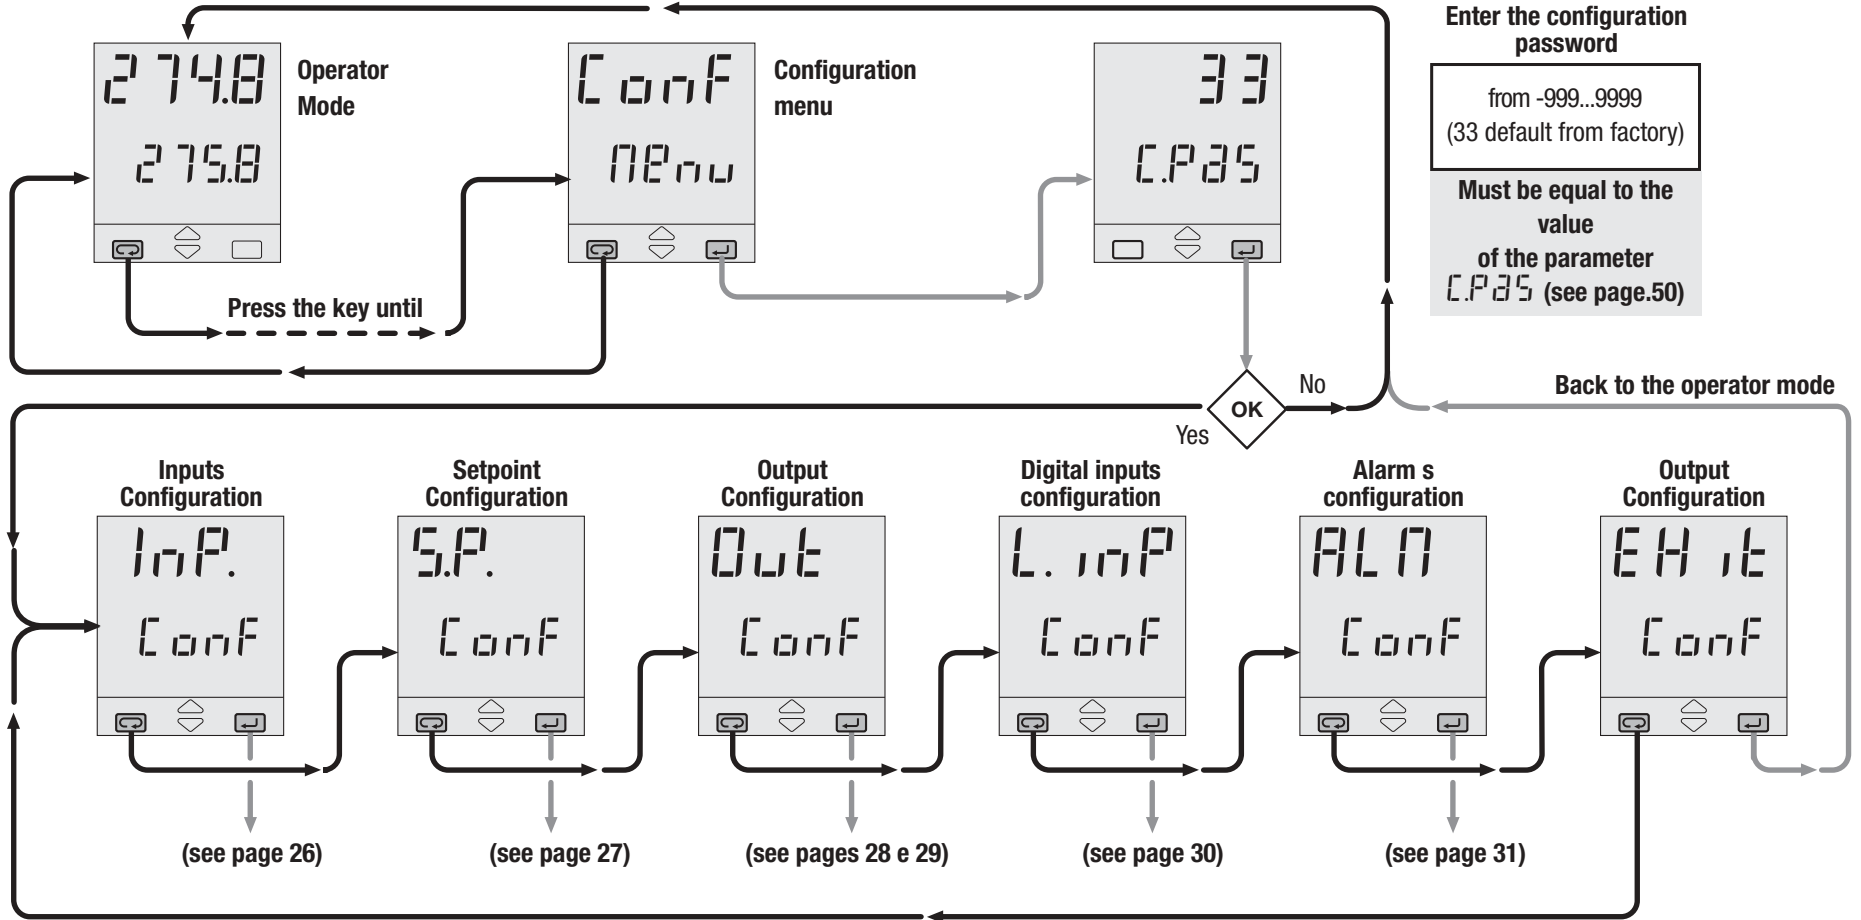 Enter the configuration
password
274.8
275.8
Operator
Mode
ConF
MEnu
Configuration
menu
33
C.PAS
from -999...9999
(33 default from factory)
Must be equal to the
value
of the parameter
C.PAS (see page.50)
Press the key until
OK
No
Yes
Back to the operator mode
Inputs
Configuration
InP.
ConF
(see page 26)
Setpoint
Configuration
S.P.
ConF
(see page 27)
Output
Configuration
Out
ConF
(see pages 28 e 29)
Digital inputs
configuration
L. inP
ConF
(see page 30)
Alarm s
configuration
ALM
ConF
(see page 31)
Output
Configuration
EHit
ConF